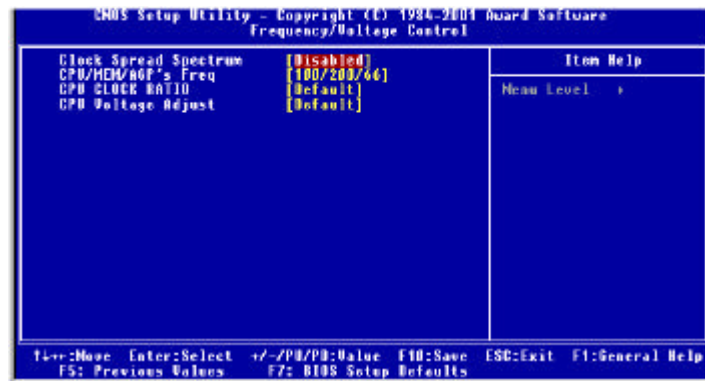 CMOS Setup Utility - Copyright (C) 1984-2001 Award Software
Frequency/Voltage Control
Clock Spread Spectrum [Disabled]
CPU/MEM/AGP's Freq [100/200/66]
CPU CLOCK RATIO [Default]
CPU Voltage Adjust [Default]
Item Help
Menu Level ▸
↑↓→←:Move Enter:Select +/-/PU/PD:Value F10:Save ESC:Exit F1:General Help
F5: Previous Values F7: BIOS Setup Defaults